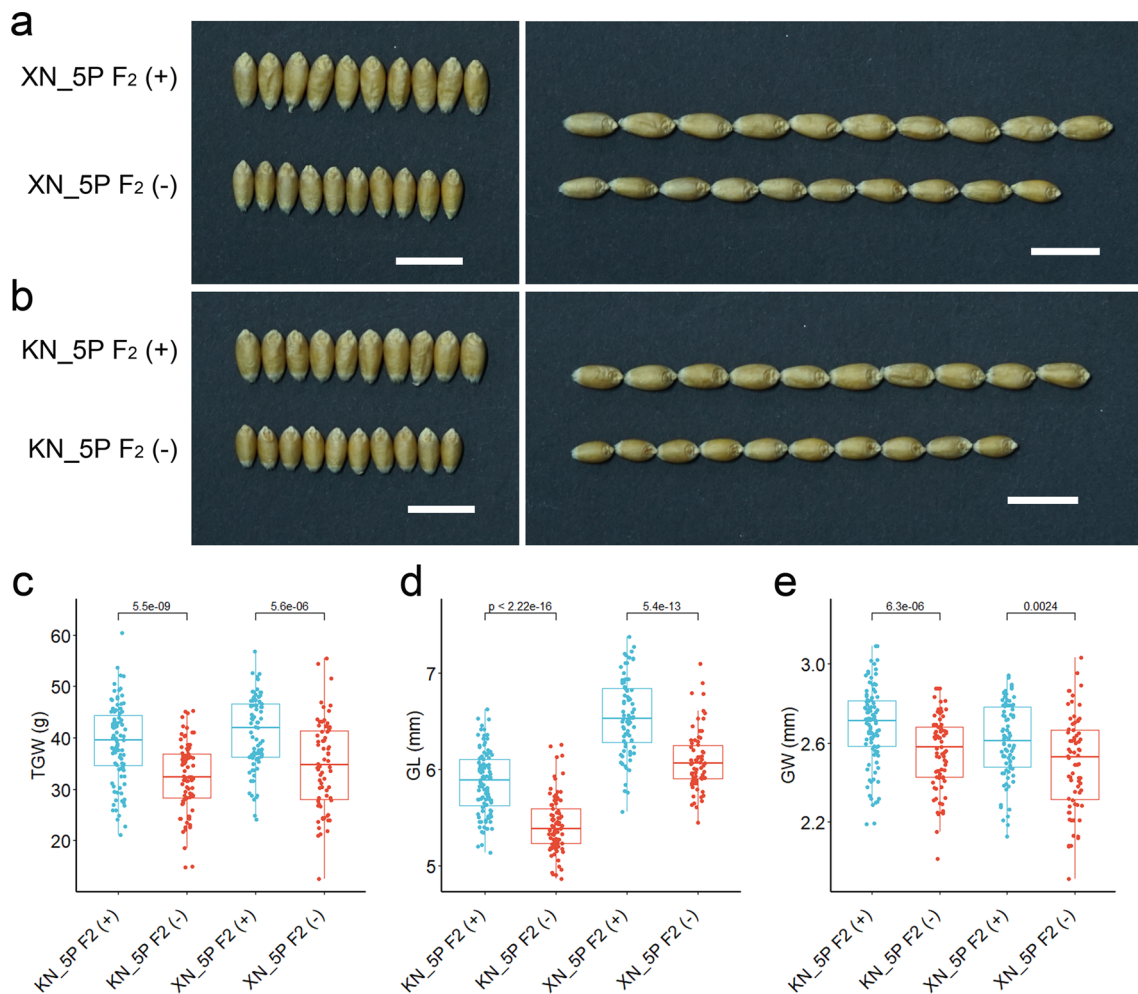 a
XN_5P F2 (+)
XN_5P F2 (-)
b
KN_5P F2 (+)
KN_5P F2 (-)
c
d
e
5.5e-09
5.6e-06
p < 2.22e-16
5.4e-13
6.3e-06
0.0024
TGW (g)
60
50
40
30
20
GL (mm)
7
6
5
GW (mm)
3.0
2.6
2.2
KN_5P F2 (+)
KN_5P F2 (-)
XN_5P F2 (+)
XN_5P F2 (-)
KN_5P F2 (+)
KN_5P F2 (-)
XN_5P F2 (+)
XN_5P F2 (-)
KN_5P F2 (+)
KN_5P F2 (-)
XN_5P F2 (+)
XN_5P F2 (-)